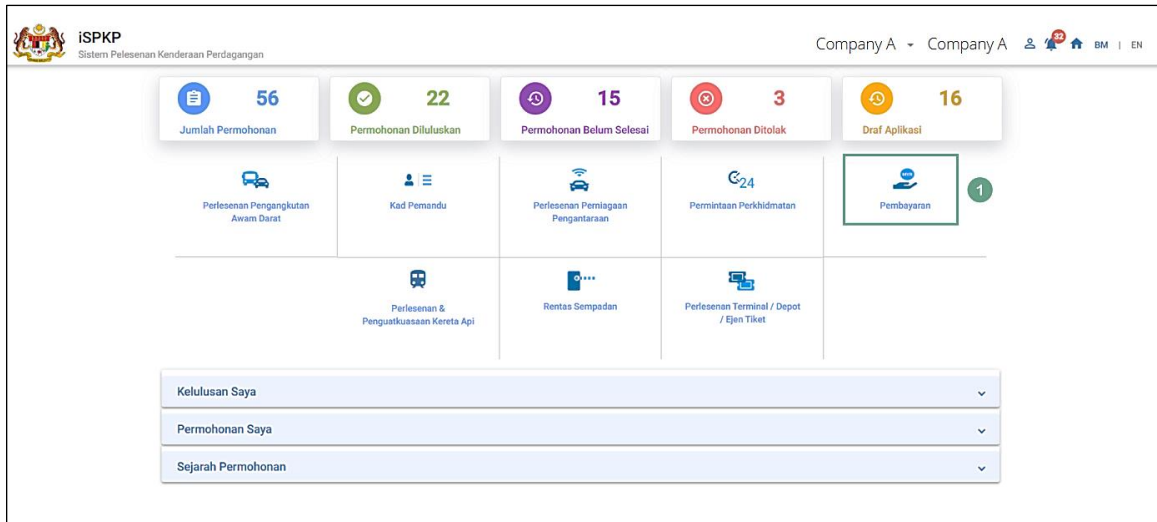 iSPKP
Sistem Pelesenan Kenderaan Perdagangan
Company A Company A 32 BM | EN
56
Jumlah Permohonan
22
Permohonan Diluluskan
15
Permohonan Belum Selesai
3
Permohonan Ditolak
16
Draf Aplikasi
Perlesenan Pengangkutan
Awam Darat
Kad Pemandu
Perlesenan Perniagaan
Pengantaraan
24
Permintaan Perkhidmatan
Pembayaran
1
Perlesenan &
Penguatkuasaan Kereta Api
Rentas Sempadan
Perlesenan Terminal / Depot
/ Ejen Tiket
Kelulusan Saya
Permohonan Saya
Sejarah Permohonan